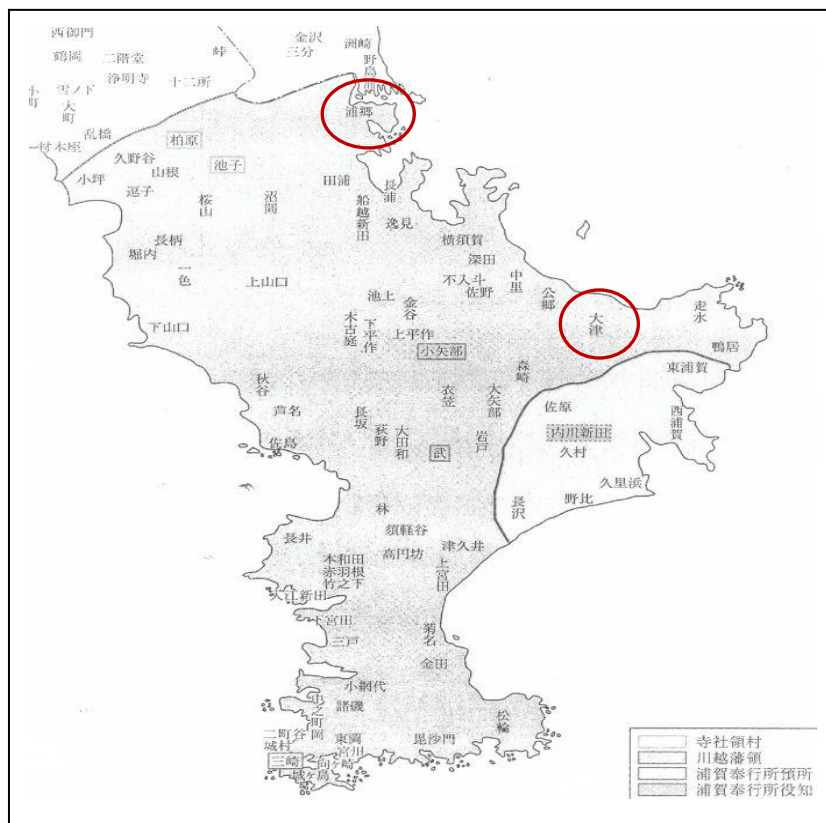 西御門
鶴岡
二階堂
浄明寺
峠
十二所
金沢
三分
洲崎
野島
小町
雪ノ下
大町
乱橋
材木座
浦郷
柏原
久野谷
山根
池子
小坪
逗子
桜山
沼間
田浦
船越新田
長浦
逸見
横須賀
深田
不入斗
佐野
中里
公郷
大津
走水
鴨居
長柄
堀内
一色
上山口
下山口
池上
金谷
木古庭
下平作
上平作
小矢部
衣笠
大矢部
森崎
東浦賀
西浦賀
佐原
内川新田
久村
久里浜
野比
長沢
秋谷
芦名
佐島
長坂
荻野
大田和
武
岩戸
林
須軽谷
高円坊
津久井
上宮田
長井
本和田
赤羽根
竹之下
入江新田
下宮田
三戸
菊名
金田
小網代
諸磯
中之町岡
二町谷
城村
東岡
宮川
向ヶ崎
三崎
城ヶ島
毘沙門
松輪
寺社領村
川越藩領
浦賀奉行所預所
浦賀奉行所役知